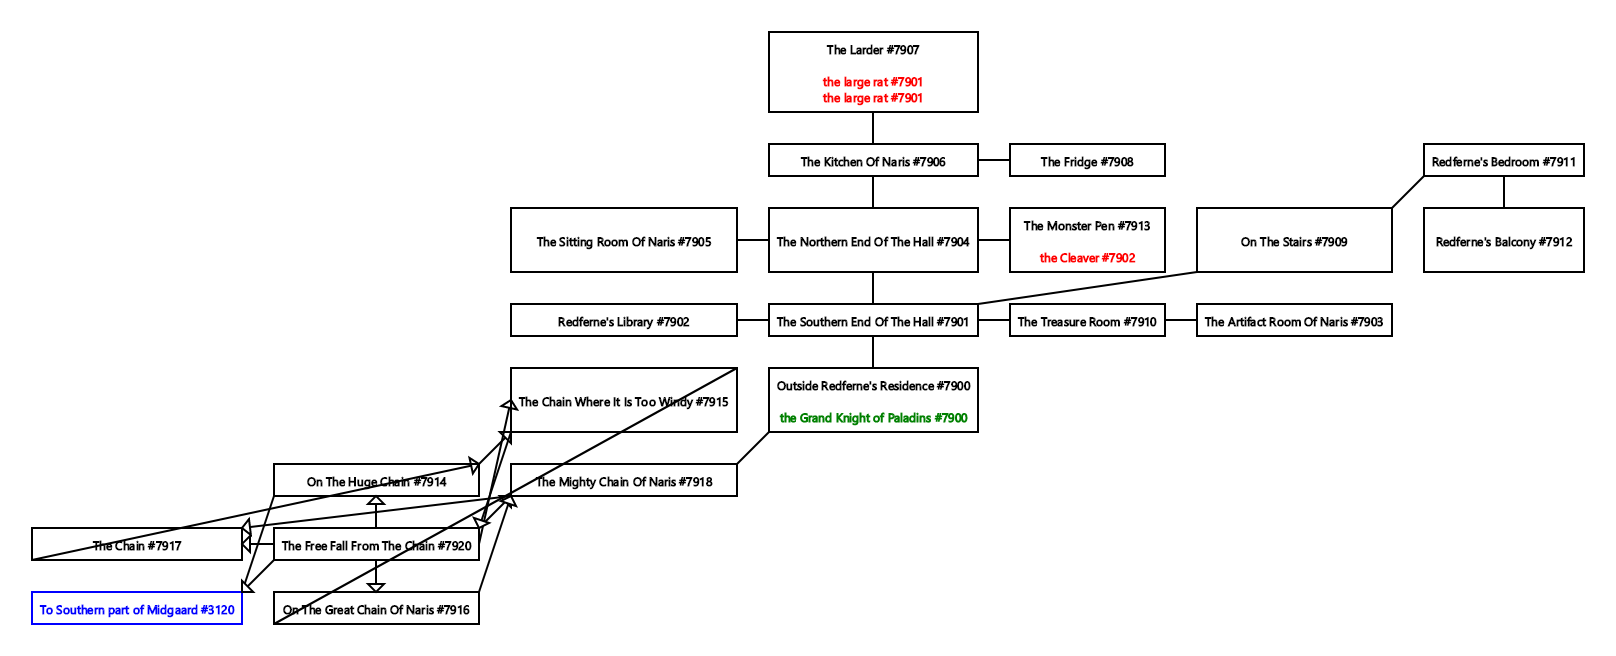 The Larder #7907
the large rat #7901
the large rat #7901
The Kitchen Of Naris #7906
The Fridge #7908
Redferne's Bedroom #7911
The Sitting Room Of Naris #7905
The Northern End Of The Hall #7904
The Monster Pen #7913
the Cleaver #7902
On The Stairs #7909
Redferne's Balcony #7912
Redferne's Library #7902
The Southern End Of The Hall #7901
The Treasure Room #7910
The Artifact Room Of Naris #7903
The Chain Where It Is Too Windy #7915
Outside Redferne's Residence #7900
the Grand Knight of Paladins #7900
On The Huge Chain #7914
The Mighty Chain Of Naris #7918
The Chain #7917
The Free Fall From The Chain #7920
To Southern part of Midgaard #3120
On The Great Chain Of Naris #7916